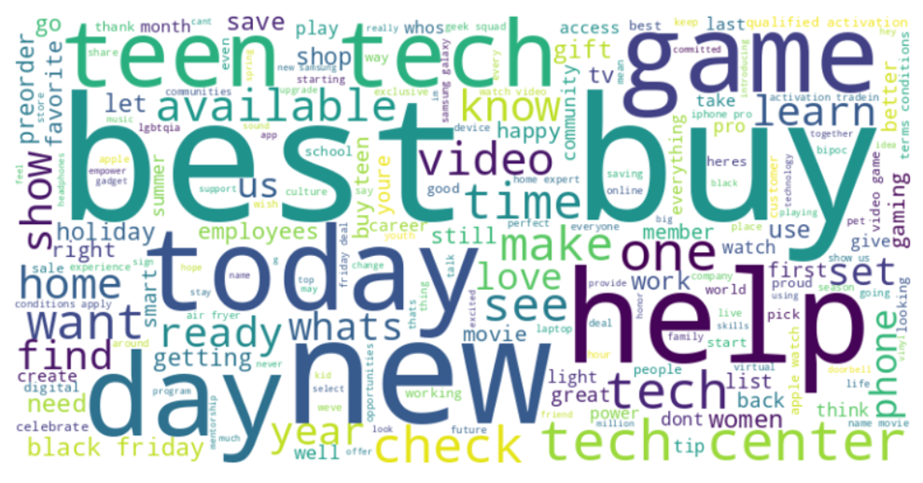 go
thank
month
cant
save
play
really
whos
geek squad
access
best
keep
last
qualified activation
hey
teen tech
game
share
even
spring
new samsung
upgrade
shop
way
every
gift
committed
introducing
preorder
store
favorite
communities
exclusive
starting
im
samsung galaxy
watch video
tv
mean
iphone pro
better
terms conditions
let
available
know
community
take
learn
activation tradein
music
sound
app
device
happy
pro
together
idea
best buy
lgbtqia
school
video
everything
heres
bipoc
show
feel
headphones
apple
empower
gadget
summer
us
support
culture
buy teen
say
youre
good
home expert
saving
online
black
customer
technology
video game
gaming
wish
time
perfect
everyone
member
big
place
use
playing
pet
holiday
employees
career
youth
still
make
one
watch
give
show us
right
today
love
see
help
sale
experience
sign
hope
name
g
top
may
friday deal
change
talk
provide
work
company
world
first
proud
using
season
set
going
looking
home
smart
stay
thats
thing
excited
laptop
deal
honor
pick
conditions apply
air fryer
want
ready
whats
movie
live
skills
start
vinyl
phone
find
around
getting
never
new
hour
family
virtual
doorbell
create
kid
light
people
apple watch
life
digital
program
select
opportunities
great
tech
list
back
need
day
mentorship
weve
working
power
dont
women
think
name movie
celebrate
much
year
look
future
friend
million
tip
black friday
well
offer
check
tech center